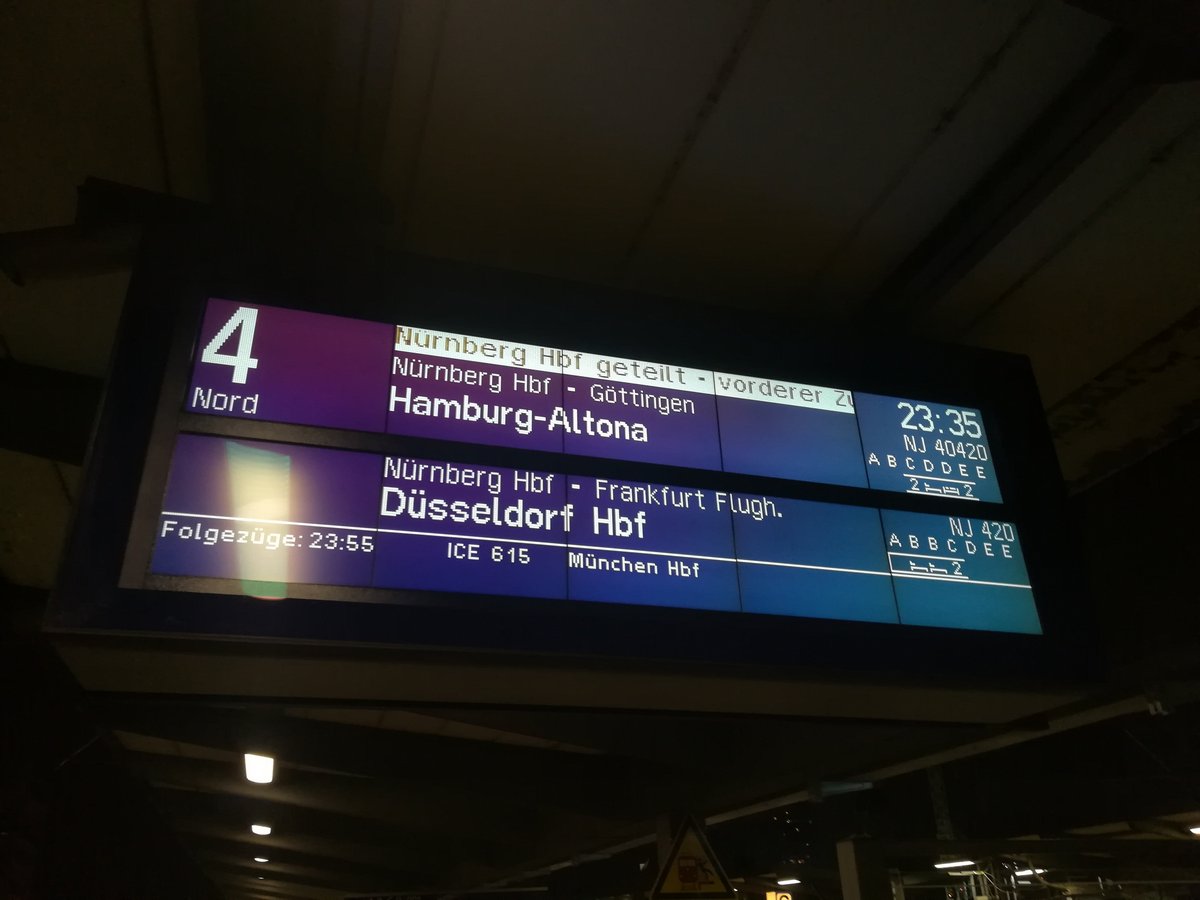 4
Nord
Nürnberg Hbf geteilt - vorderer Zu
Nürnberg Hbf - Göttingen
Hamburg-Altona
23:35
NJ 40420
A B C D D E E
2 2
Nürnberg Hbf - Frankfurt Flugh.
Düsseldorf Hbf
NJ 420
A B B C D E E
2
Folgezüge: 23:55 ICE 615 München Hbf